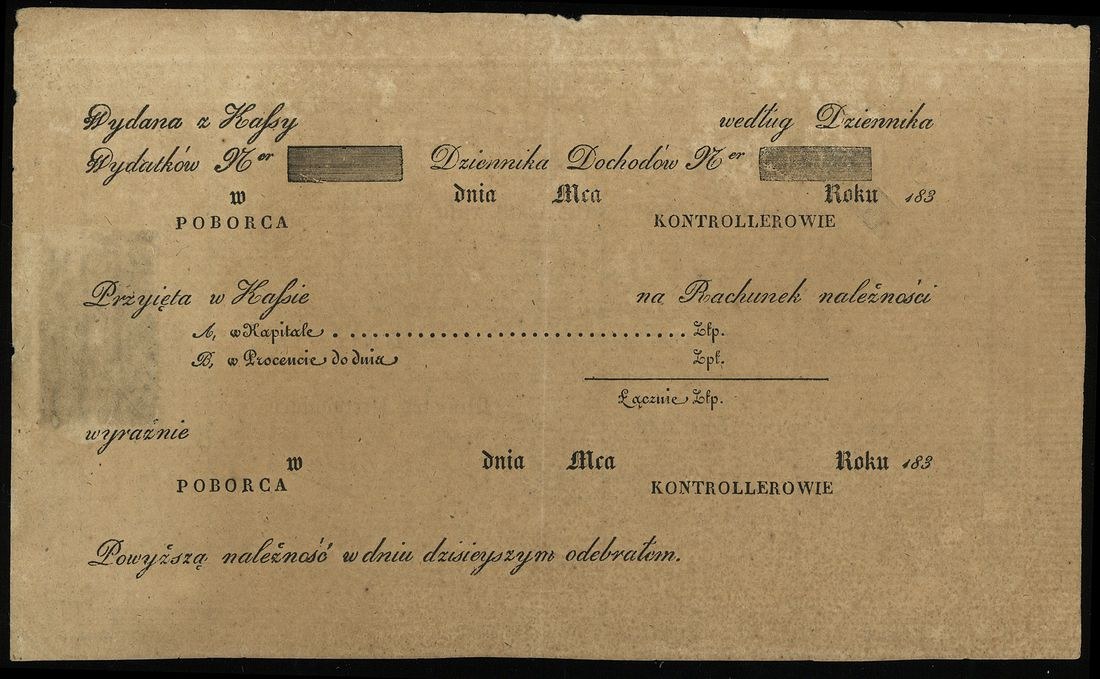 Wydana z Kaſsy według Dziennika
Wydatków Ner Dziennika Dochodów Ner
w dnia Mca Roku 183
POBORCA KONTROLLEROWIE
Przyięta w Kaſsie na Rachunek należności
A, w Kapitale . . . . . . . . . . . . . . . . . . . . . . . . . . . . . . . . . . . Złp.
B, w Procencie do dnia Zpł.
Łącznie Złp.
wyraźnie
w dnia Mca Roku 183
POBORCA KONTROLLEROWIE
Powyższą należność w dniu dzisieyszym odebrałem.